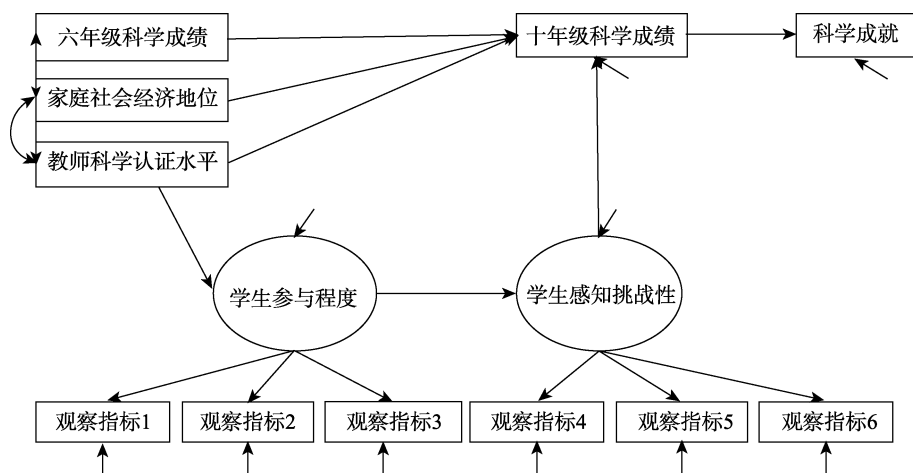 六年级科学成绩
十年级科学成绩
科学成就
家庭社会经济地位
教师科学认证水平
学生参与程度
学生感知挑战性
观察指标1
观察指标2
观察指标3
观察指标4
观察指标5
观察指标6